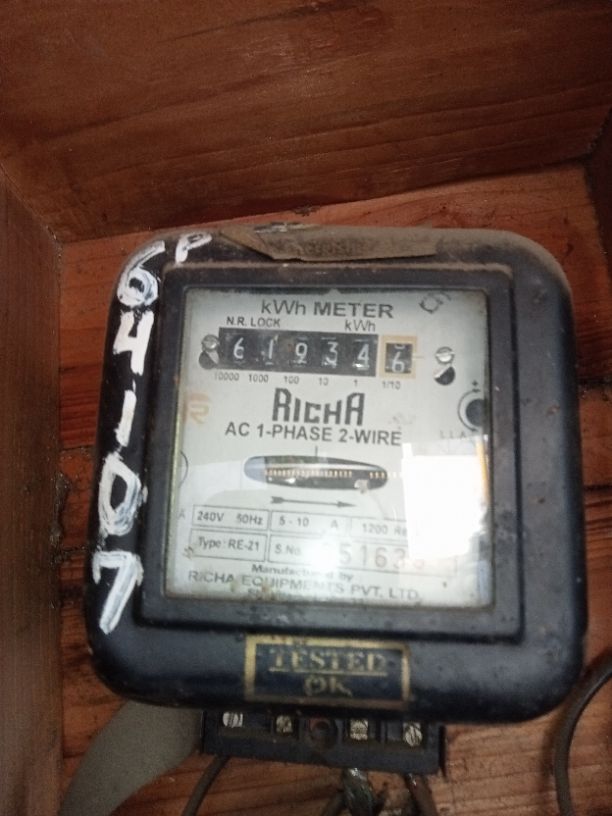 P
64107
kWh METER
N.R. LOCK kWh
6 1 9 3 4 6
10000 1000 100 10 1 1/10
RICHA
AC 1-PHASE 2-WIRE
240V 50Hz 5 - 10 A 1200
Type: RE-21 S.No.
Manufactured by
RICHA EQUIPMENTS PVT. LTD.
TESTED
OK